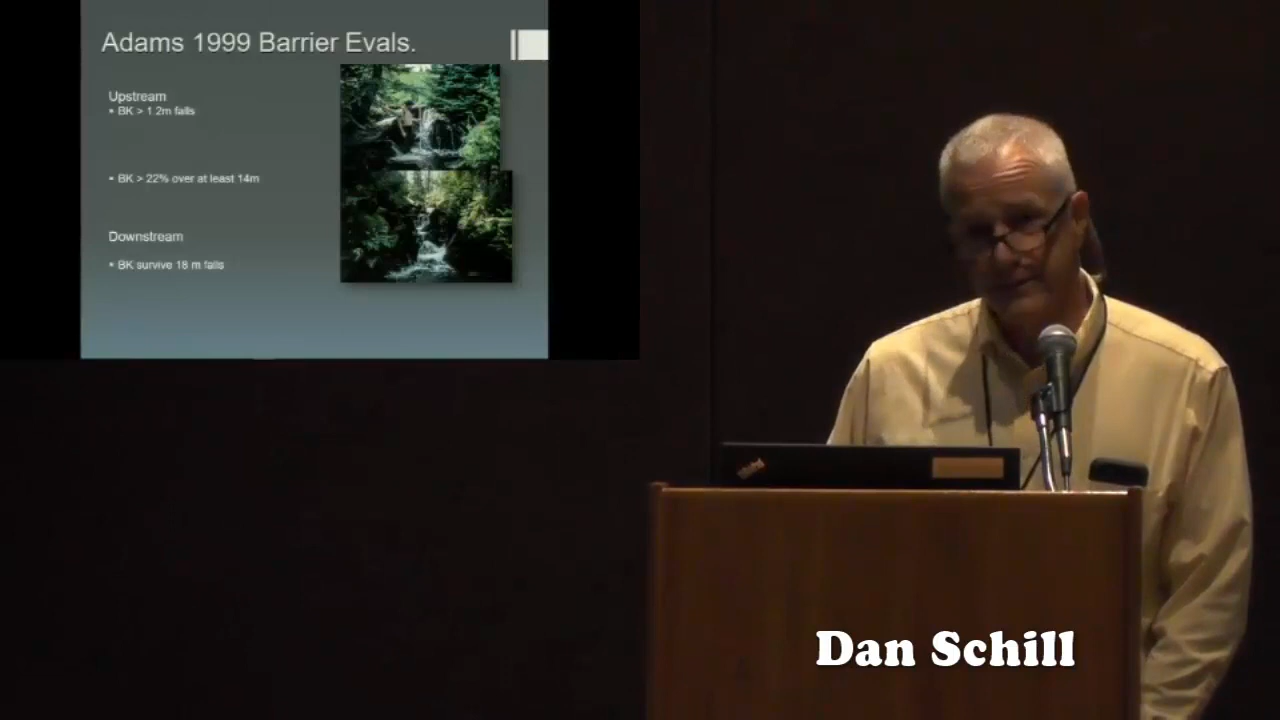 Adams 1999 Barrier Evals.
Upstream
• BK > 1.2m falls
• BK > 22% over at least 14m
Downstream
• BK survive 18 m falls
Dan Schill